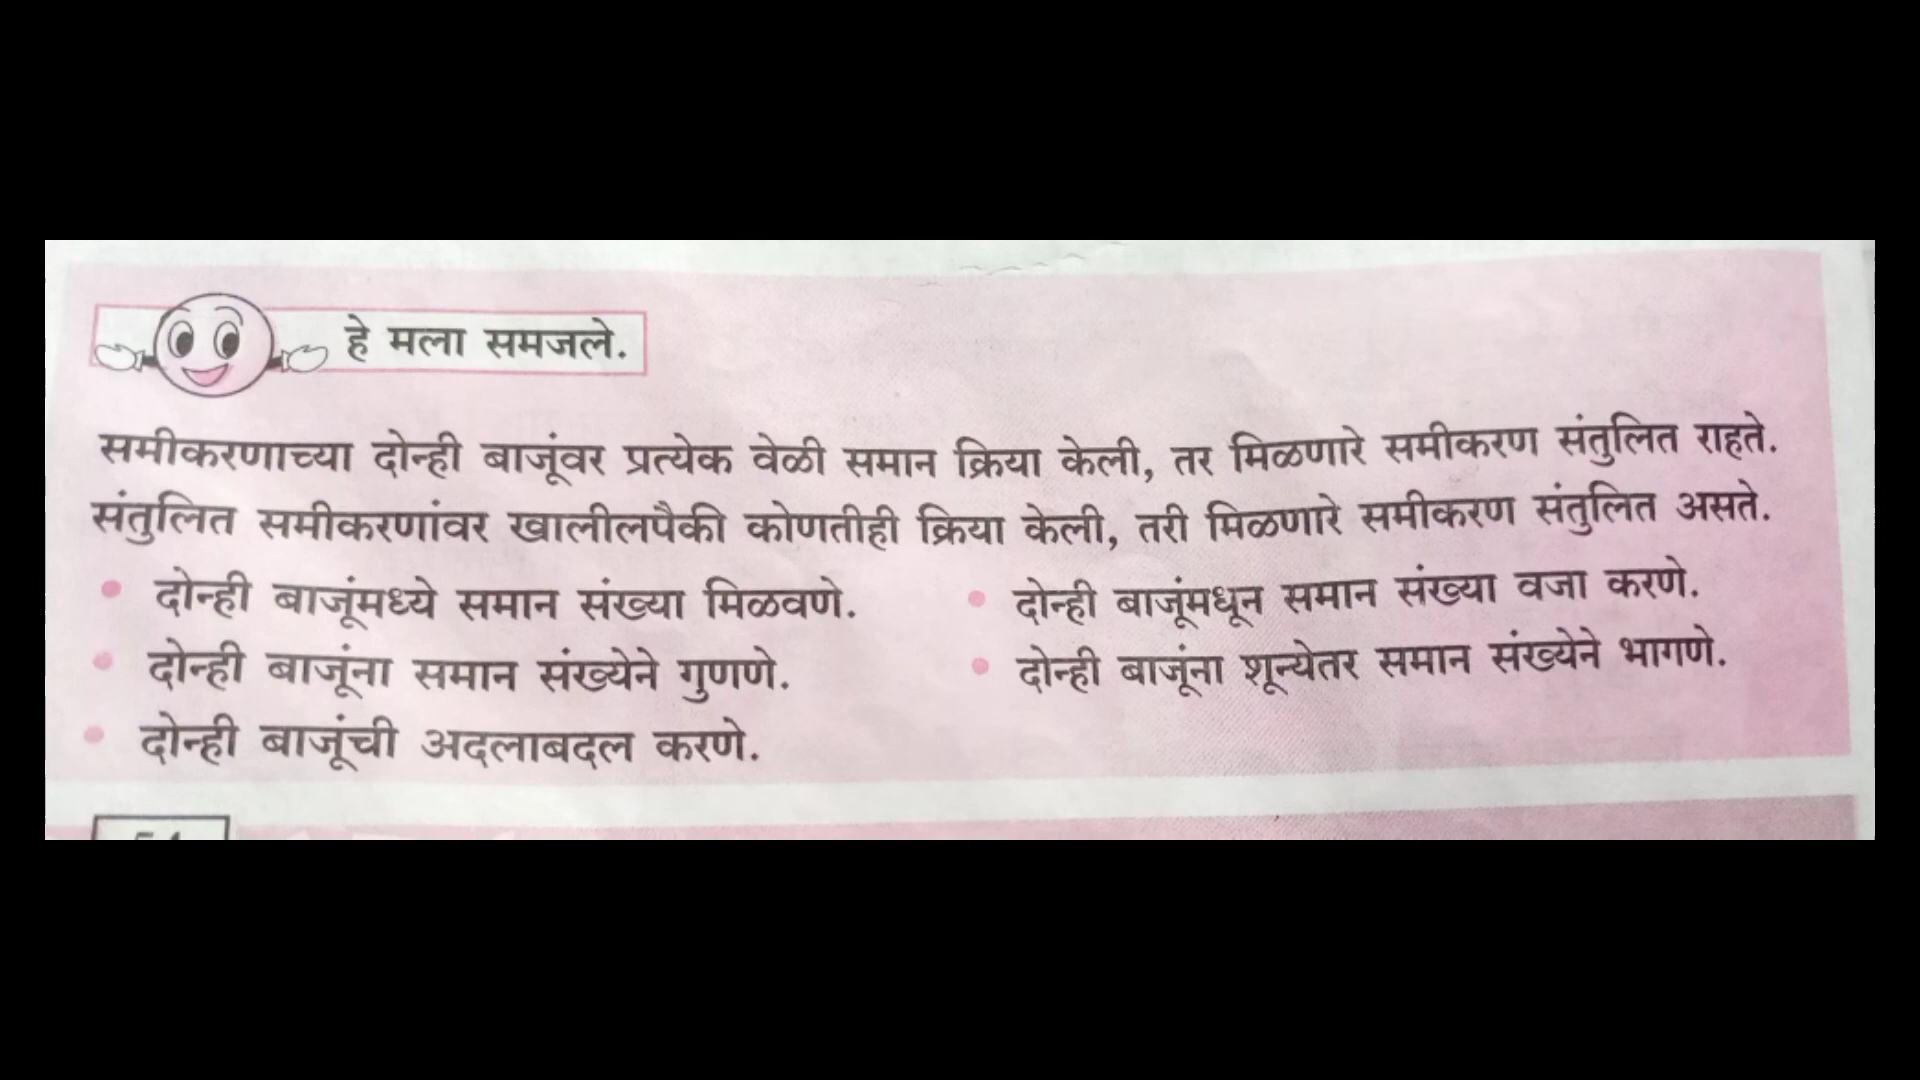 हे मला समजले.
समीकरणाच्या दोन्ही बाजूंवर प्रत्येक वेळी समान क्रिया केली, तर मिळणारे समीकरण संतुलित राहते.
संतुलित समीकरणांवर खालीलपैकी कोणतीही क्रिया केली, तरी मिळणारे समीकरण संतुलित असते.
• दोन्ही बाजूंमध्ये समान संख्या मिळवणे. • दोन्ही बाजूंमधून समान संख्या वजा करणे.
• दोन्ही बाजूंना समान संख्येने गुणणे. • दोन्ही बाजूंना शून्येतर समान संख्येने भागणे.
• दोन्ही बाजूंची अदलाबदल करणे.